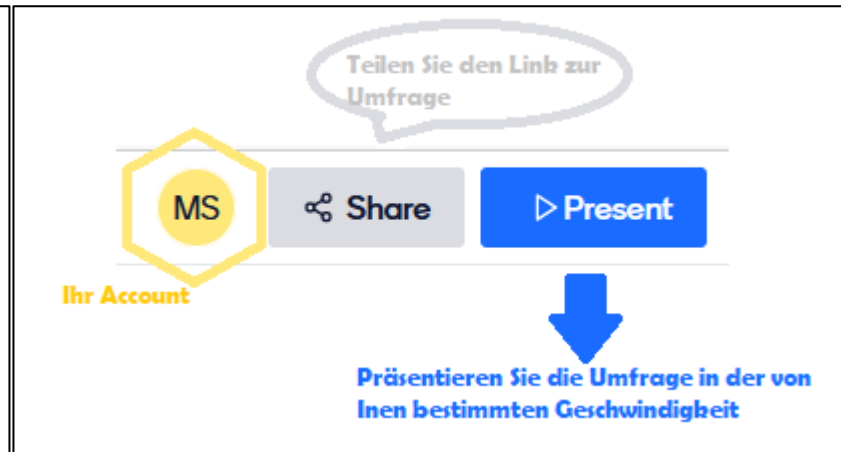 Teilen Sie den Link zur
Umfrage
MS
Share
Present
Ihr Account
Präsentieren Sie die Umfrage in der von
Inen bestimmten Geschwindigkeit